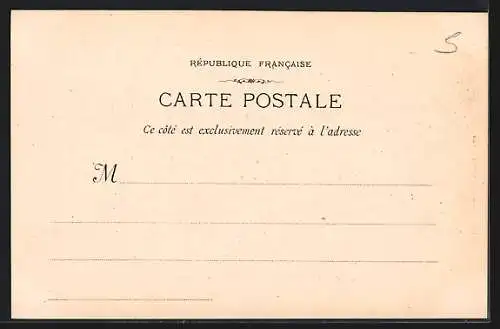 5
RÉPUBLIQUE FRANÇAISE
CARTE POSTALE
Ce côté est exclusivement réservé à l'adresse
M